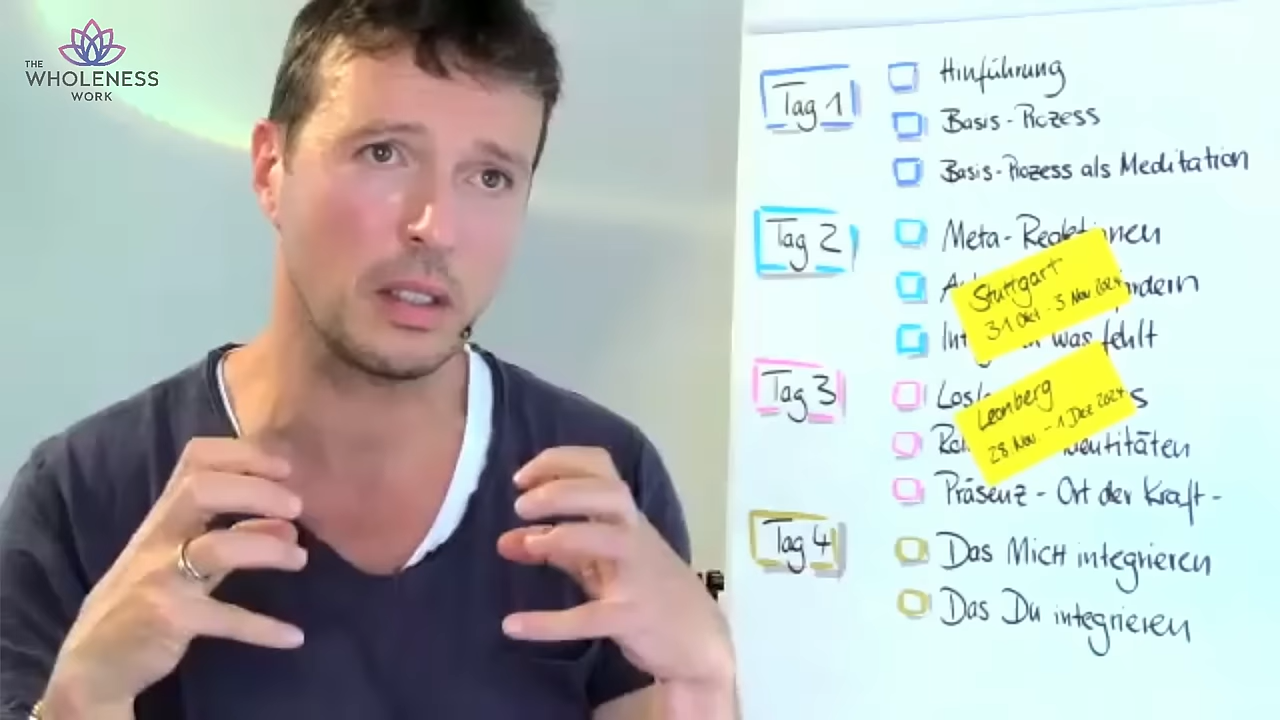 THE
WHOLENESS
WORK
Tag 1
Hinführung
Basis-Prozess
Basis-Prozess als Meditation
Tag 2
Meta-Reaktionen
was fehlt
Stuttgart
31 Okt - 3 Nov 2024
Tag 3
Leonberg
28. Nov. - 1 Dez 2024
Präsenz - Ort der Kraft -
Tag 4
Das MICH integrieren
Das Du integrieren